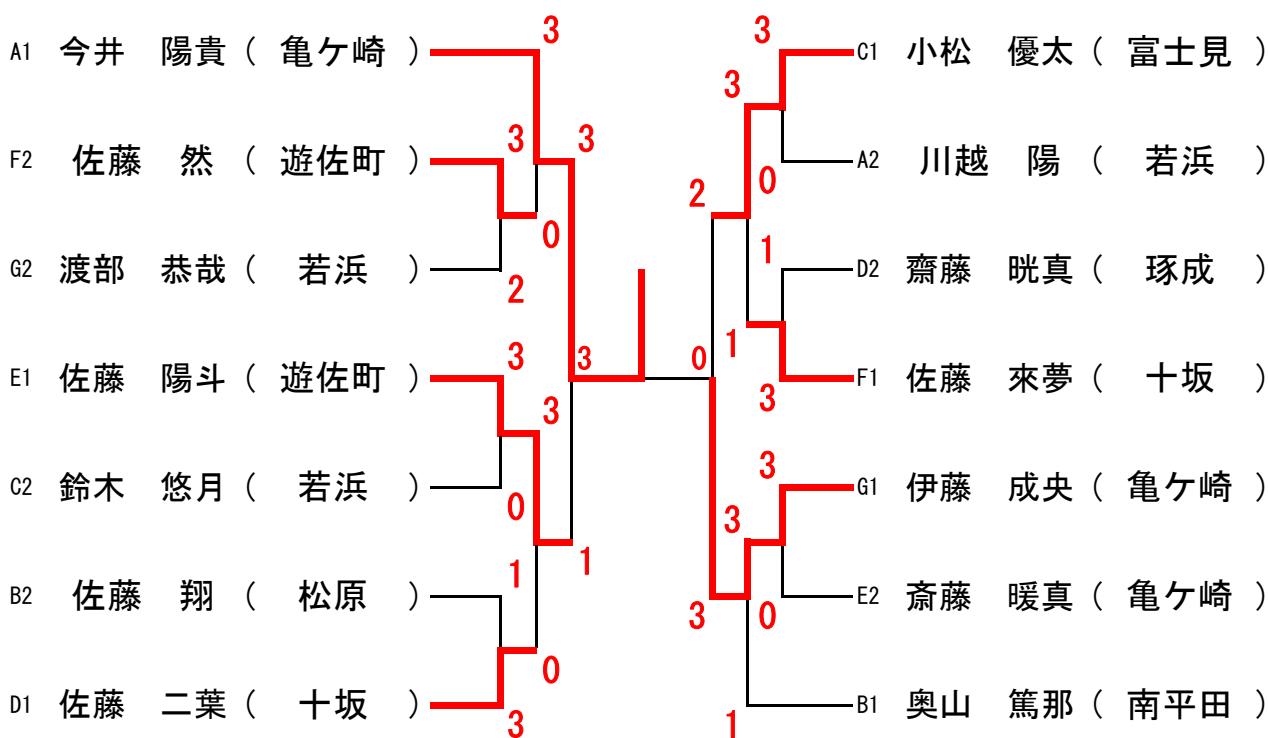 3 3
A1 今井 陽貴（ 亀ケ崎 ） C1 小松 優太（ 富士見 ）
3
3 3
F2 佐藤 然 （ 遊佐町 ） A2 川越 陽 （ 若浜 ）
2 0
0 1
G2 渡部 恭哉（ 若浜 ） D2 齋藤 晄真（ 琢成 ）
2
3 3 0 1
E1 佐藤 陽斗（ 遊佐町 ） F1 佐藤 來夢（ 十坂 ）
3
3 3
C2 鈴木 悠月（ 若浜 ） G1 伊藤 成央（ 亀ケ崎 ）
0 3
1 1
B2 佐藤 翔 （ 松原 ） E2 斎藤 暖真（ 亀ケ崎 ）
3 0
0
D1 佐藤 二葉（ 十坂 ） B1 奥山 篤那（ 南平田 ）
3 1